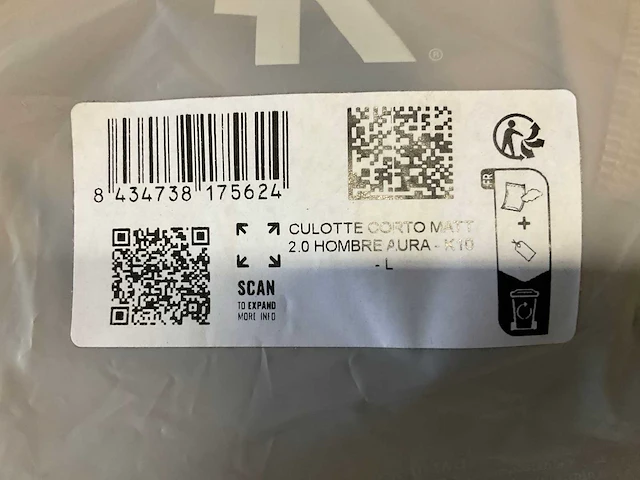 K
®
8 434738 175624
CULOTTE CORTO MATT
2.0 HOMBRE AURA - K10
- L
SCAN
TO EXPAND
MORE INFO
FR
+